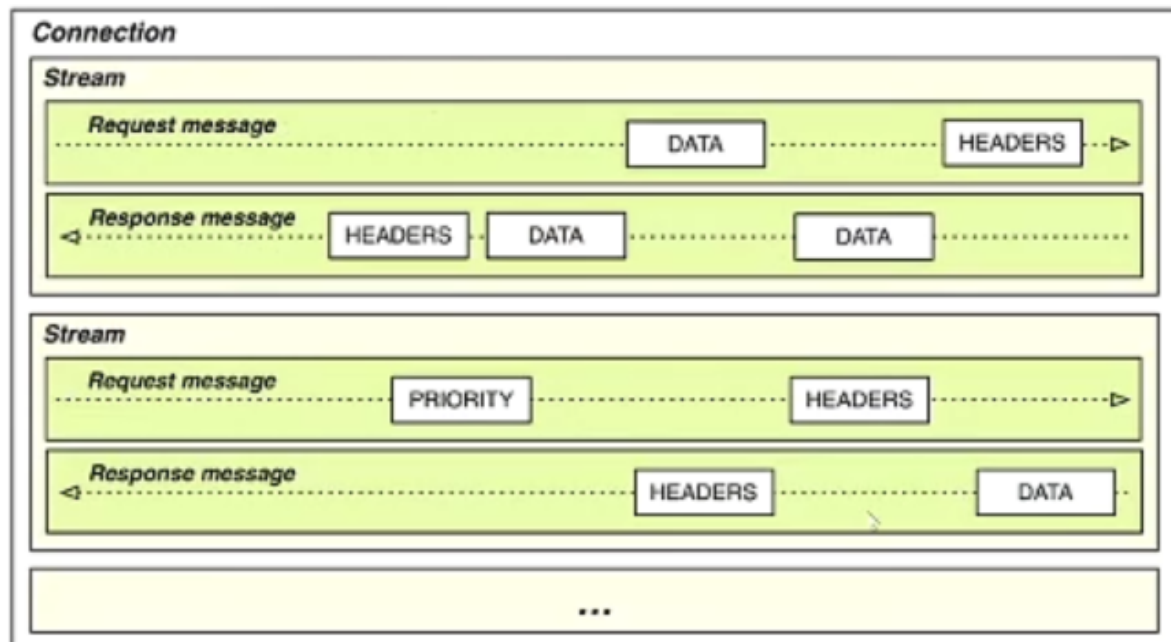 Connection
Stream
Request message
DATA HEADERS
Response message
HEADERS DATA DATA
Stream
Request message
PRIORITY HEADERS
Response message
HEADERS DATA
...